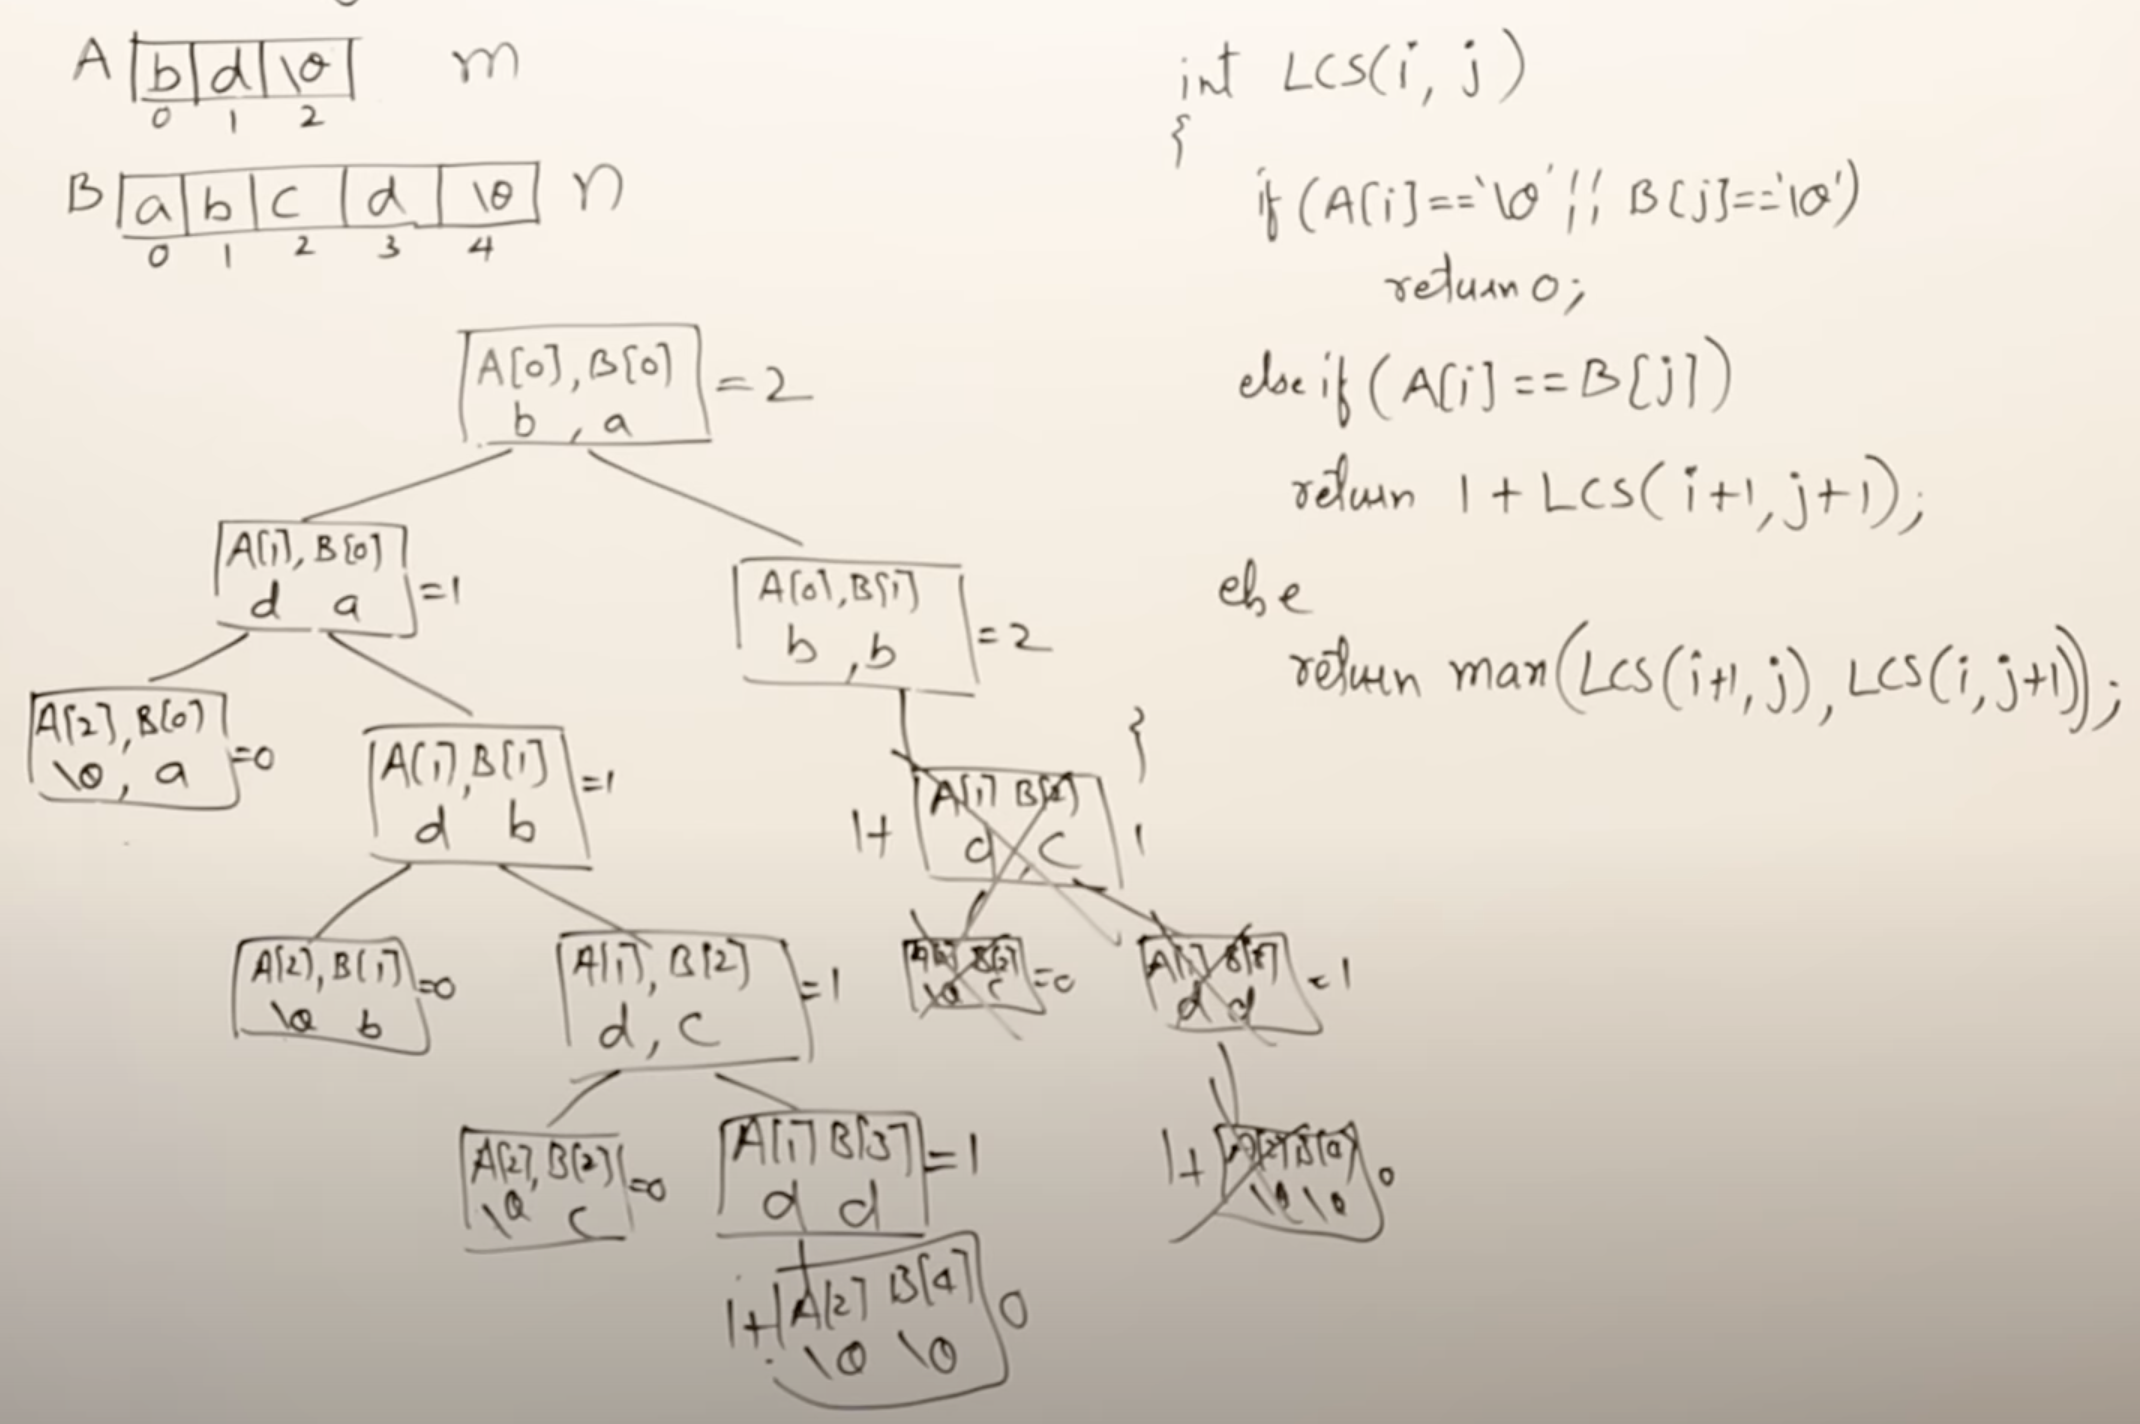 A b d \0 m
0 1 2
B a b c d \0 n
0 1 2 3 4
A[0], B[0] = 2
b , a
A[1], B[0] = 1
d a
A[0], B[1] = 2
b , b
A[2], B[0] = 0
\0 , a
A[1], B[1] = 1
d b
1+ A[1] B[2] 1
d , c
A[2], B[1] = 0
\0 b
A[1], B[2] = 1
d , c
= 0
\0 c
A[1] = 1
d d
A[2], B[2] = 0
\0 c
A[1] B[3] = 1
d d
1+ A[2] B[4] 0
\0 \0
1+ A[2] B[4] 0
\0 \0
int LCS(i, j)
{
if (A[i]=='\0' || B[j]=='\0')
return 0;
else if (A[i] == B[j])
return 1 + LCS(i+1, j+1);
else
return max(LCS(i+1, j), LCS(i, j+1));
}